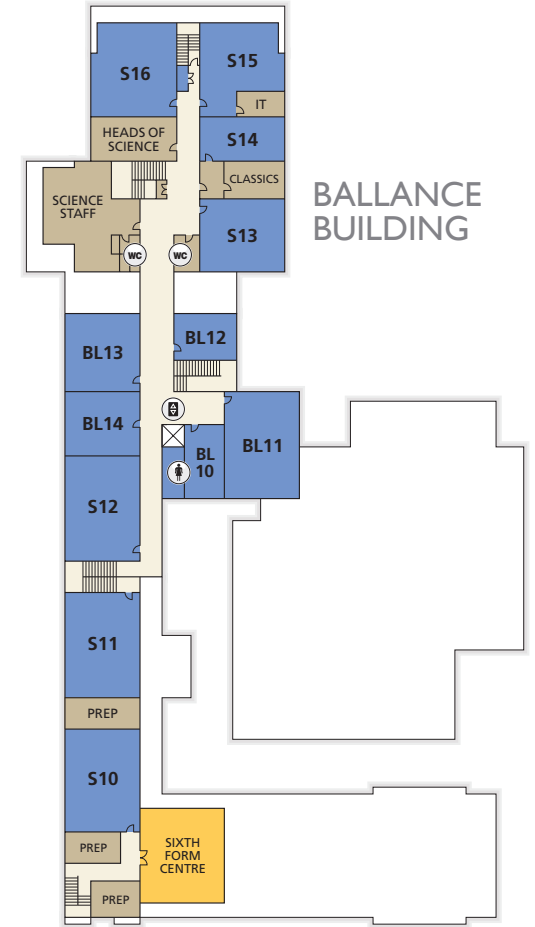 S16
S15
IT
HEADS OF
SCIENCE
S14
CLASSICS
SCIENCE
STAFF
BALLANCE
BUILDING
S13
WC
WC
BL12
BL13
BL14
BL
10
BL11
S12
S11
PREP
S10
PREP
SIXTH
FORM
CENTRE
PREP